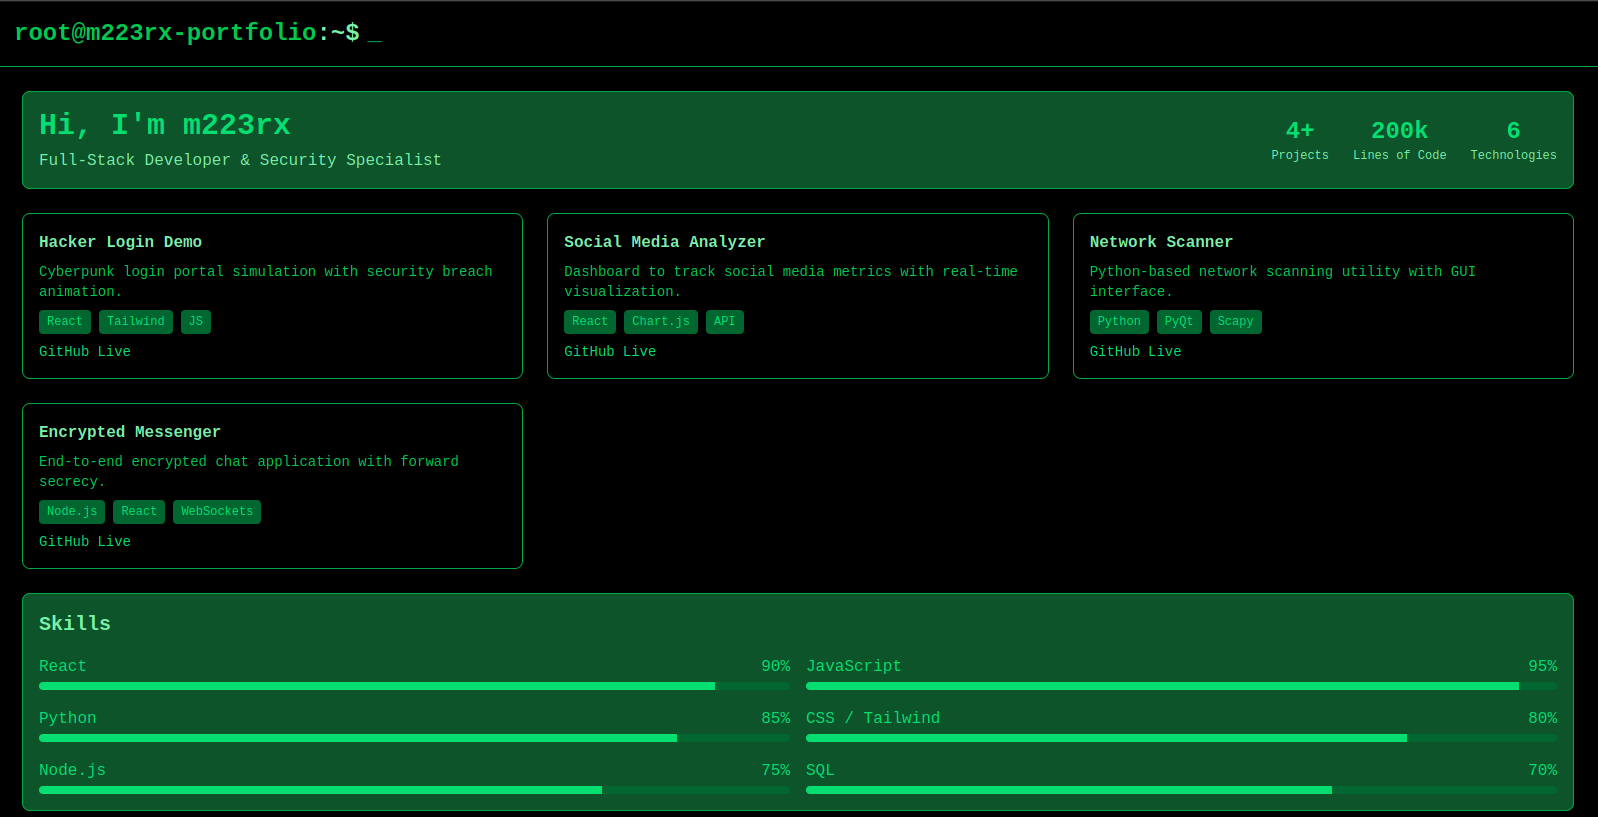 root@m223rx-portfolio:~$ _
Hi, I'm m223rx
Full-Stack Developer & Security Specialist
4+
Projects
200k
Lines of Code
6
Technologies
Hacker Login Demo
Cyberpunk login portal simulation with security breach
animation.
React Tailwind JS
GitHub Live
Social Media Analyzer
Dashboard to track social media metrics with real-time
visualization.
React Chart.js API
GitHub Live
Network Scanner
Python-based network scanning utility with GUI
interface.
Python PyQt Scapy
GitHub Live
Encrypted Messenger
End-to-end encrypted chat application with forward
secrecy.
Node.js React WebSockets
GitHub Live
Skills
React 90%
JavaScript 95%
Python 85%
CSS / Tailwind 80%
Node.js 75%
SQL 70%